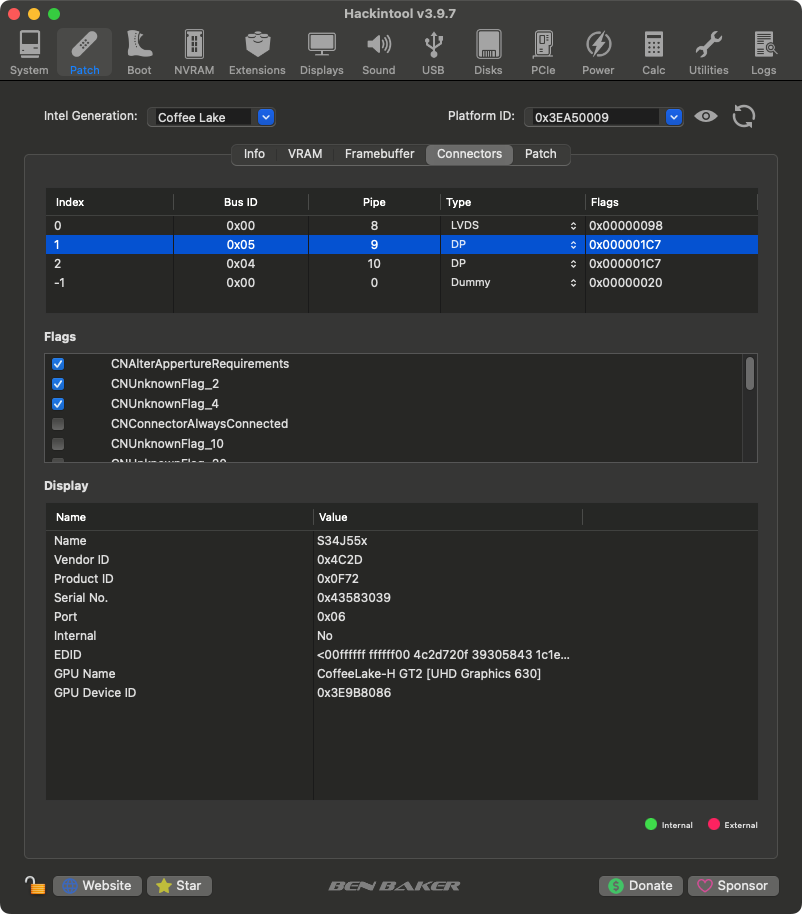 Hackintool v3.9.7
System Patch Boot NVRAM Extensions Displays Sound USB Disks PCIe Power Calc Utilities Logs
Intel Generation: Coffee Lake Platform ID: 0x3EA50009
Info VRAM Framebuffer Connectors Patch
Index Bus ID Pipe Type Flags
0 0x00 8 LVDS 0x00000098
1 0x05 9 DP 0x000001C7
2 0x04 10 DP 0x000001C7
-1 0x00 0 Dummy 0x00000020
Flags
CNAlterAppertureRequirements
CNUnknownFlag_2
CNUnknownFlag_4
CNConnectorAlwaysConnected
CNUnknownFlag_10
CNUnknownFlag_20
Display
Name Value
Name S34J55x
Vendor ID 0x4C2D
Product ID 0x0F72
Serial No. 0x43583039
Port 0x06
Internal No
EDID <00ffffff ffffff00 4c2d720f 39305843 1c1e...
GPU Name CoffeeLake-H GT2 [UHD Graphics 630]
GPU Device ID 0x3E9B8086
Internal External
Website Star BEN BAKER Donate Sponsor